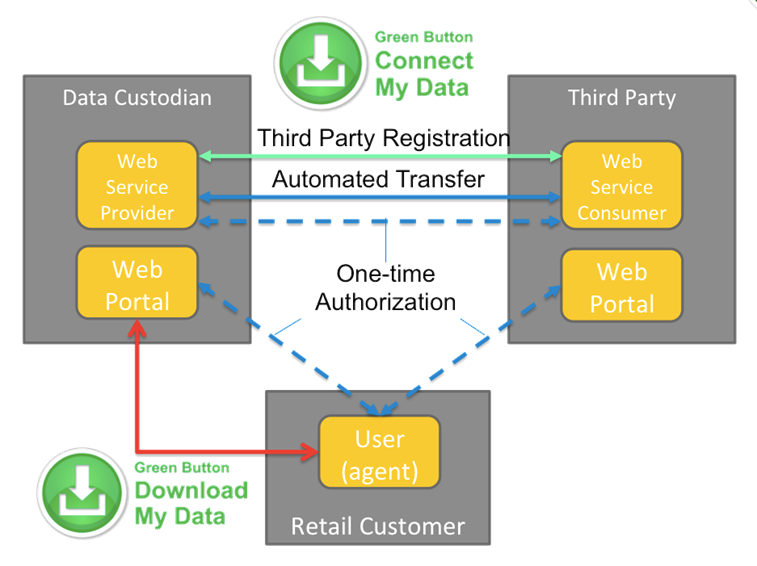 Green Button
Connect
My Data
Data Custodian
Third Party
Third Party Registration
Web
Service
Provider
Web
Service
Consumer
Automated Transfer
One-time
Authorization
Web
Portal
Web
Portal
User
(agent)
Retail Customer
Green Button
Download
My Data